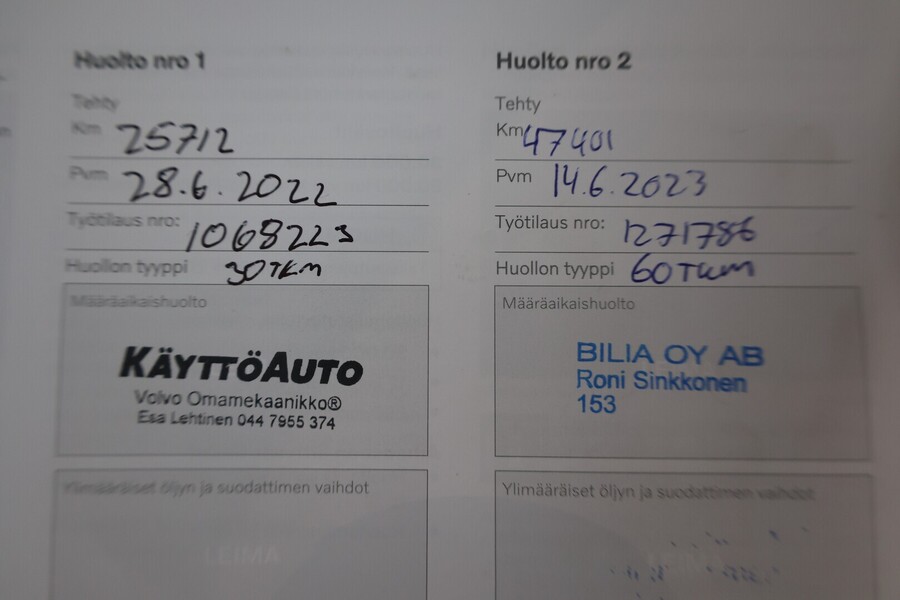 Huolto nro 1
Tehty
Km 25712
Pvm 28.6.2022
Työtilaus nro: 1068223
Huollon tyyppi 30TKM
Määräaikaishuolto
KÄYTTÖAUTO
Volvo Omamekaanikko®
Esa Lehtinen 044 7955 374
Ylimääräiset öljyn ja suodattimen vaihdot
LEIMA
Huolto nro 2
Tehty
Km 47401
Pvm 14.6.2023
Työtilaus nro: 1271786
Huollon tyyppi 60TKM
Määräaikaishuolto
BILIA OY AB
Roni Sinkkonen
153
Ylimääräiset öljyn ja suodattimen vaihdot